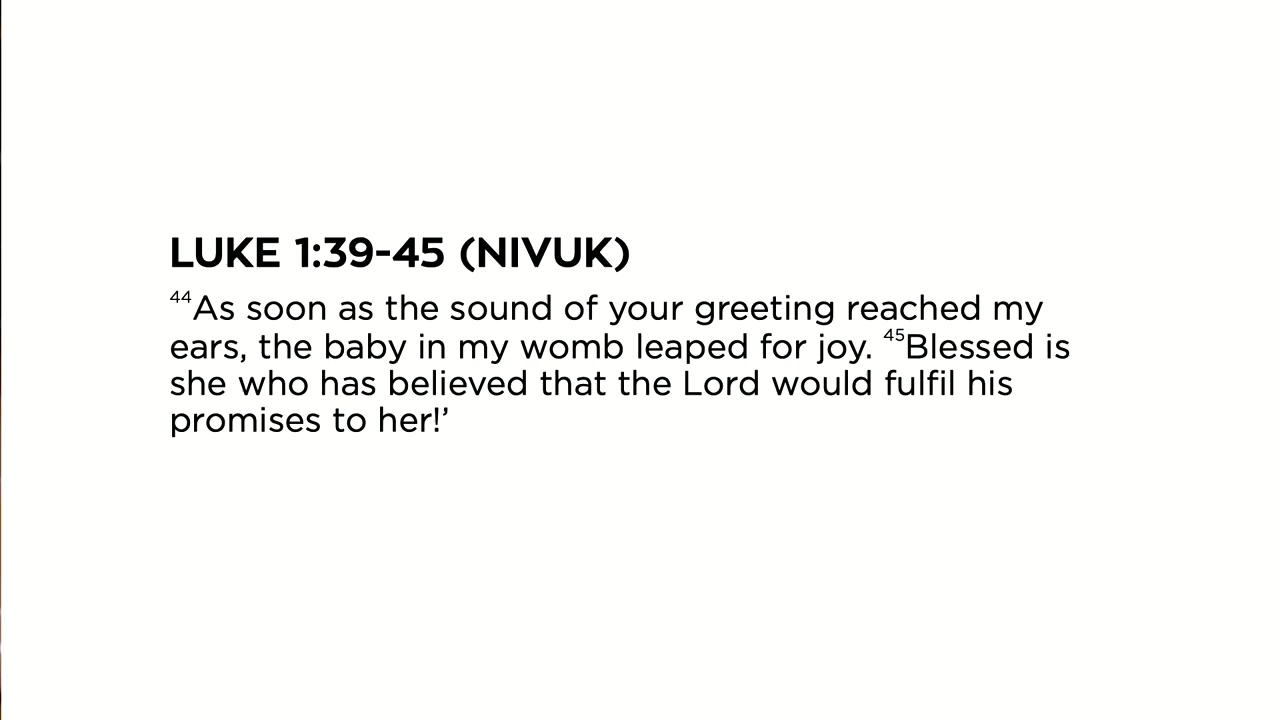 LUKE 1:39-45 (NIVUK)
⁴⁴As soon as the sound of your greeting reached my
ears, the baby in my womb leaped for joy. ⁴⁵Blessed is
she who has believed that the Lord would fulfil his
promises to her!’